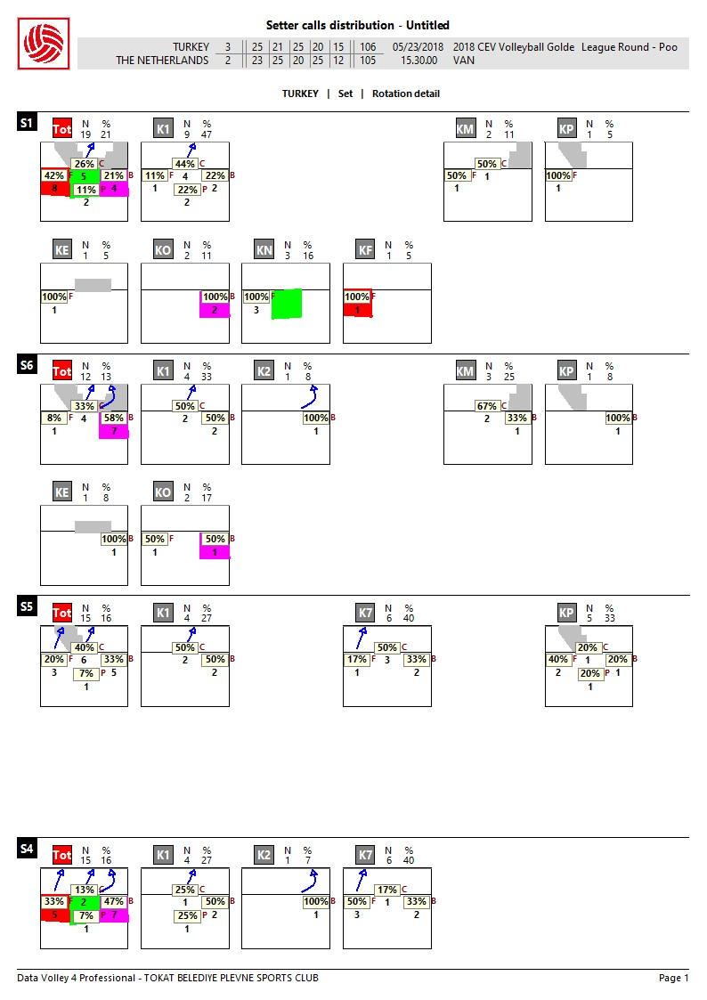 Setter calls distribution - Untitled
TURKEY 3 25 21 25 20 15 106 05/23/2018 2018 CEV Volleyball Golde League Round - Poo
THE NETHERLANDS 2 23 25 20 25 12 105 15.30.00 VAN
TURKEY | Set | Rotation detail
S1
Tot N % 19 21
K1 N % 9 47
KM N % 2 11
KP N % 1 5
26% C 44% C 50% C
42% F 5 21% B 11% F 4 22% B 50% F 1 100% F
8 11% P 4 1 22% P 2 1 1
2 2
KE N % 1 5
KO N % 2 11
KN N % 3 16
KF N % 1 5
100% F 100% B 100% F 100% F
1 2 3 1
S6
Tot N % 12 13
K1 N % 4 33
K2 N % 1 8
KM N % 3 25
KP N % 1 8
33% C 50% C 67% C
8% F 4 58% B 2 50% B 100% B 2 33% B 100% B
1 7 2 1 1 1
KE N % 1 8
KO N % 2 17
100% B 50% F 50% B
1 1 1
S5
Tot N % 15 16
K1 N % 4 27
K7 N % 6 40
KP N % 5 33
40% C 50% C 50% C 20% C
20% F 6 33% B 2 50% B 17% F 3 33% B 40% F 1 20% B
3 7% P 5 2 1 2 2 20% P 1
1 1
S4
Tot N % 15 16
K1 N % 4 27
K2 N % 1 7
K7 N % 6 40
13% C 25% C 17% C
33% F 2 47% B 1 50% B 100% B 50% F 1 33% B
5 7% P 7 25% P 2 1 3 2
1 1
Data Volley 4 Professional - TOKAT BELEDIYE PLEVNE SPORTS CLUB Page 1